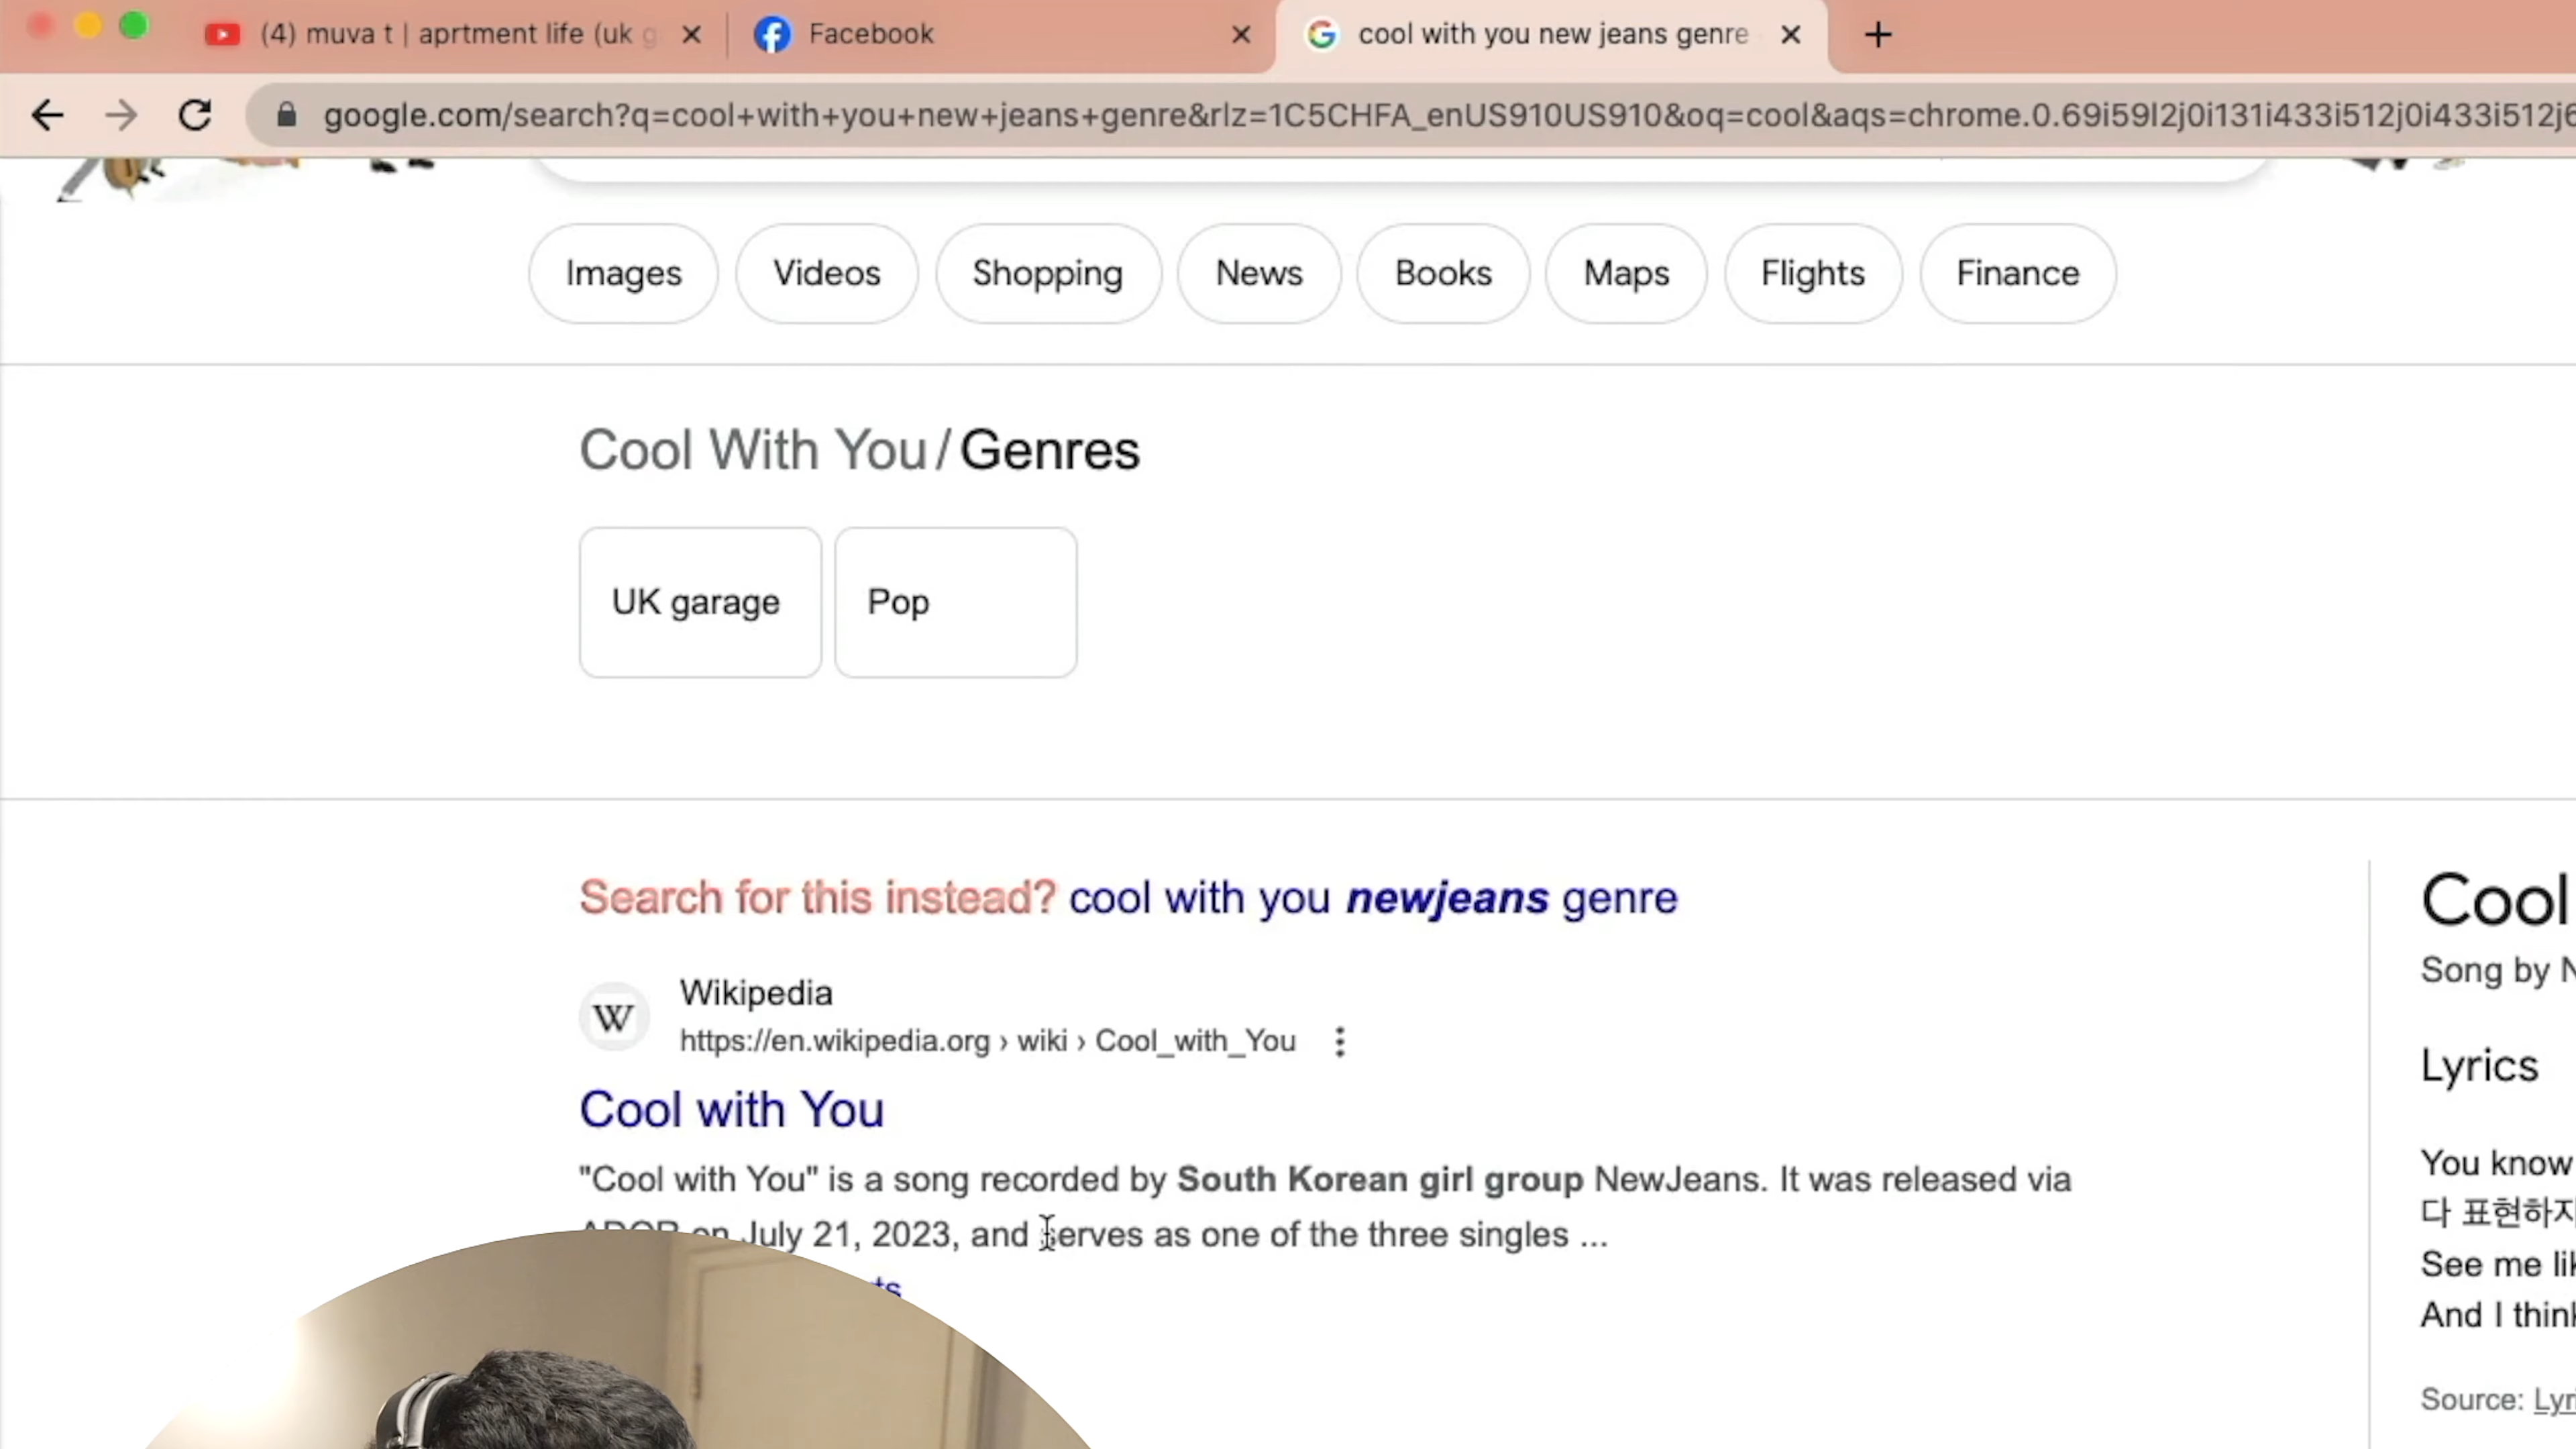 (4) muva t | aprtment life (uk g
Facebook
cool with you new jeans genre
google.com/search?q=cool+with+you+new+jeans+genre&rlz=1C5CHFA_enUS910US910&oq=cool&aqs=chrome.0.69i59l2j0i131i433i512j0i433i512j6
Images Videos Shopping News Books Maps Flights Finance
Cool With You / Genres
UK garage Pop
Search for this instead? cool with you newjeans genre
Wikipedia
https://en.wikipedia.org › wiki › Cool_with_You
Cool with You
"Cool with You" is a song recorded by South Korean girl group NewJeans. It was released via
on July 21, 2023, and serves as one of the three singles ...
Cool
Song by N
Lyrics
You know
다 표현하지
See me lik
And I think
Source: Lyri